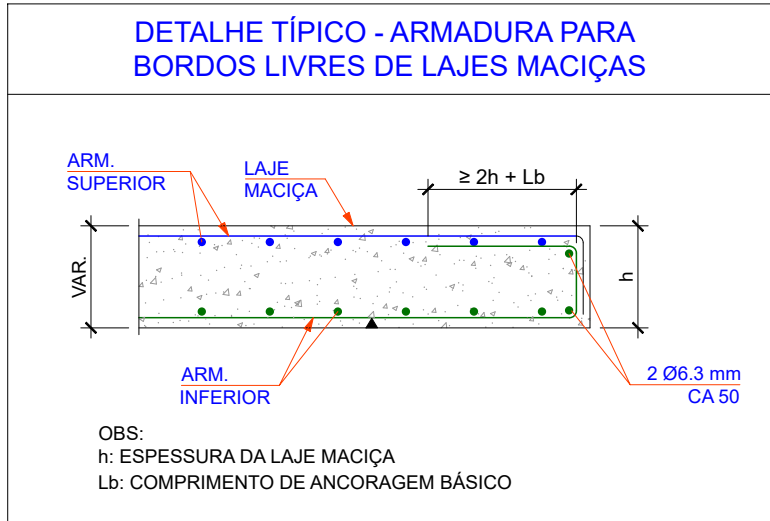 DETALHE TÍPICO - ARMADURA PARA
BORDOS LIVRES DE LAJES MACIÇAS
ARM.
SUPERIOR
LAJE
MACIÇA
≥ 2h + Lb
VAR.
h
ARM.
INFERIOR
2 Ø6.3 mm
CA 50
OBS:
h: ESPESSURA DA LAJE MACIÇA
Lb: COMPRIMENTO DE ANCORAGEM BÁSICO